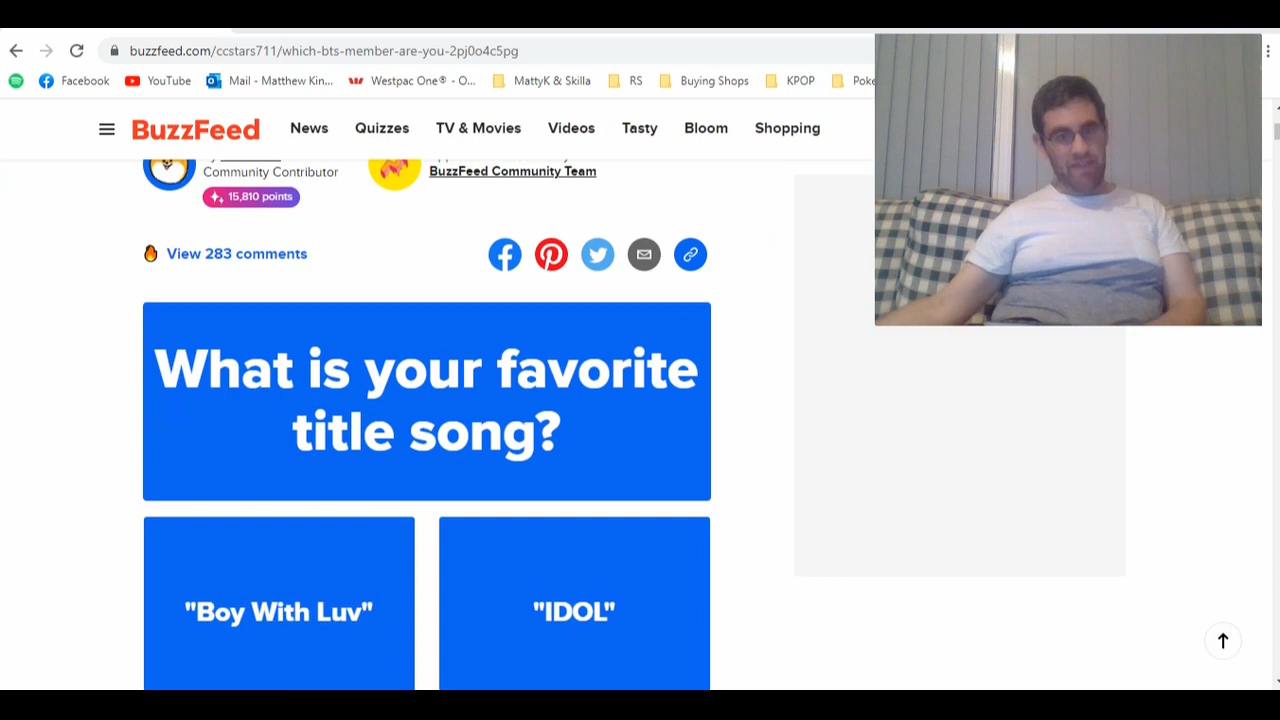 buzzfeed.com/ccstars711/which-bts-member-are-you-2pj0o4c5pg
Facebook YouTube Mail - Matthew Kin... Westpac One® - O... MattyK & Skilla RS Buying Shops KPOP Poke
BuzzFeed News Quizzes TV & Movies Videos Tasty Bloom Shopping
Community Contributor
BuzzFeed Community Team
15,810 points
View 283 comments
What is your favorite
title song?
"Boy With Luv" "IDOL"